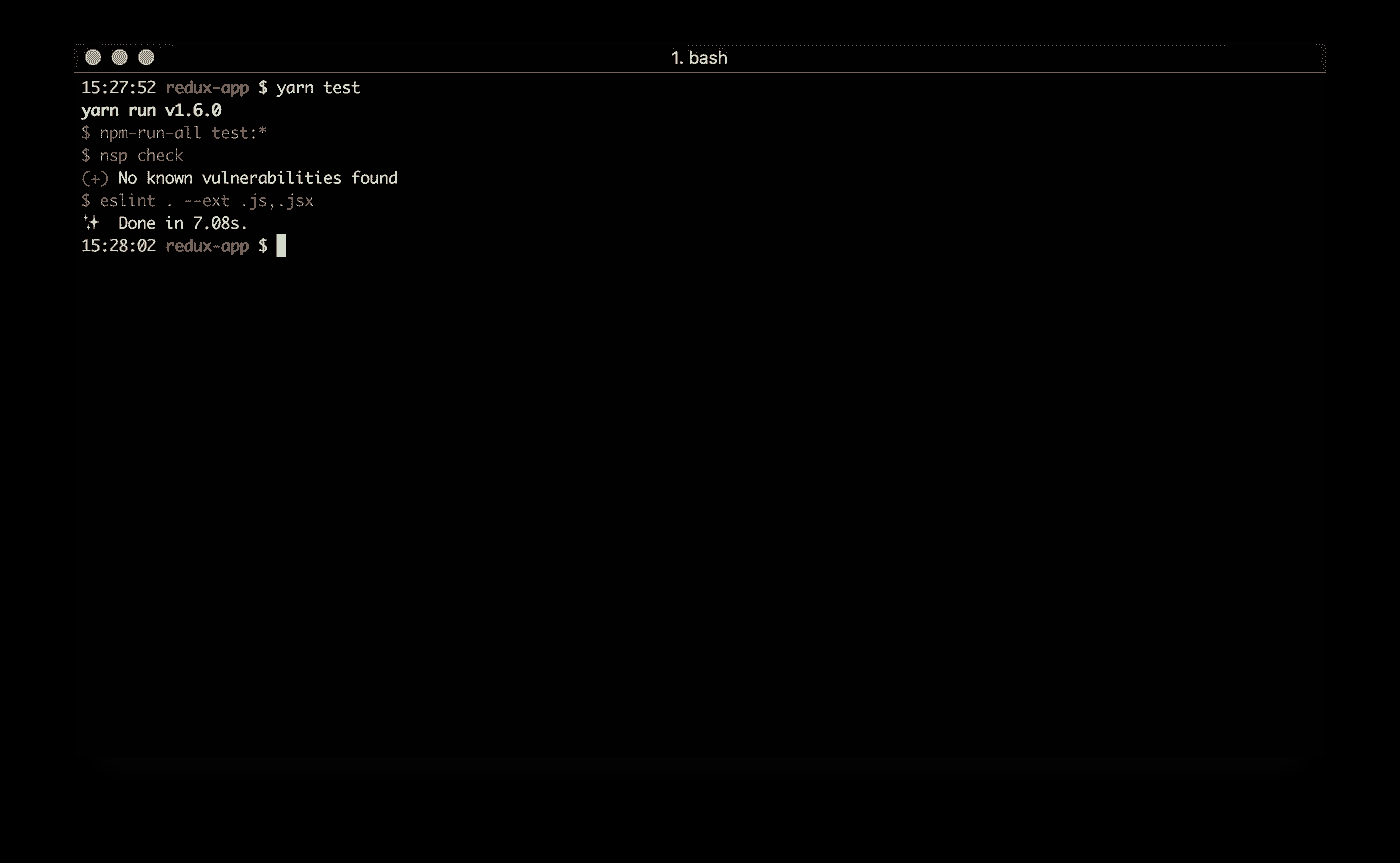 1. bash
15:27:52 redux-app $ yarn test
yarn run v1.6.0
$ npm-run-all test:*
$ nsp check
(+) No known vulnerabilities found
$ eslint . --ext .js,.jsx
✨  Done in 7.08s.
15:28:02 redux-app $